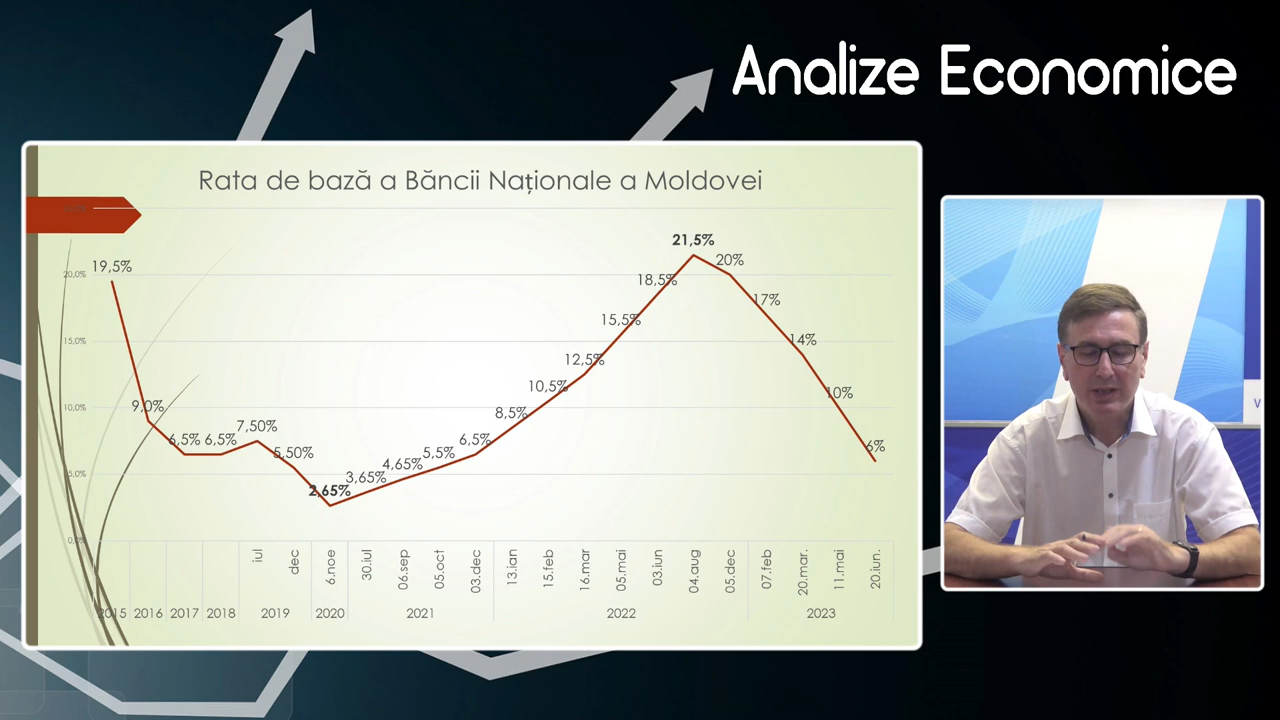 Analize Economice
Rata de bază a Băncii Naționale a Moldovei
20,0%
15,0%
10,0%
5,0%
0,0%
19,5%
9,0%
6,5%
6,5%
7,50%
5,50%
2,65%
3,65%
4,65%
5,5%
6,5%
8,5%
10,5%
12,5%
15,5%
18,5%
21,5%
20%
17%
14%
10%
6%
iul
dec
6.noe
30.iul
06.sep
05.oct
03.dec
13.ian
15.feb
16.mar
05.mai
03.iun
04.aug
05.dec
07.feb
20.mar.
11.mai
20.iun.
2015 2016 2017 2018 2019 2020 2021 2022 2023
V